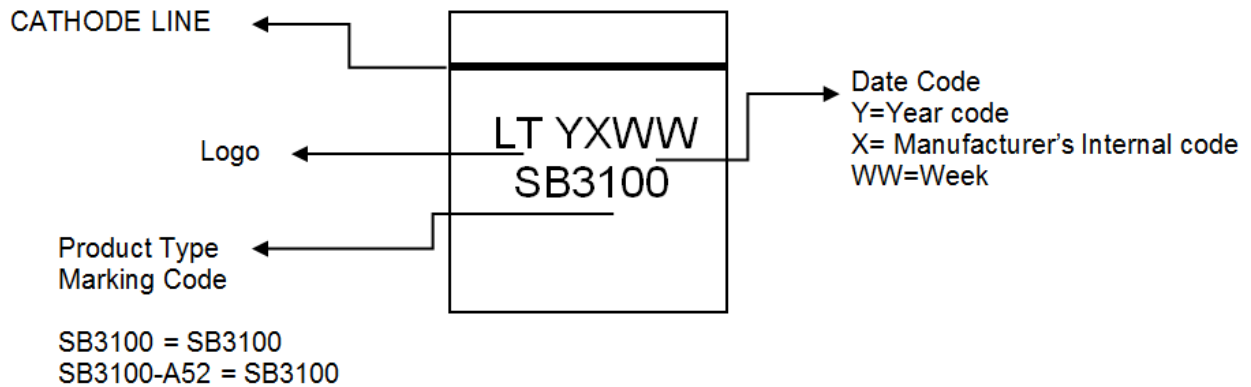 CATHODE LINE
LT YXWW
SB3100
Logo
Date Code
Y=Year code
X= Manufacturer's Internal code
WW=Week
Product Type
Marking Code
SB3100 = SB3100
SB3100-A52 = SB3100